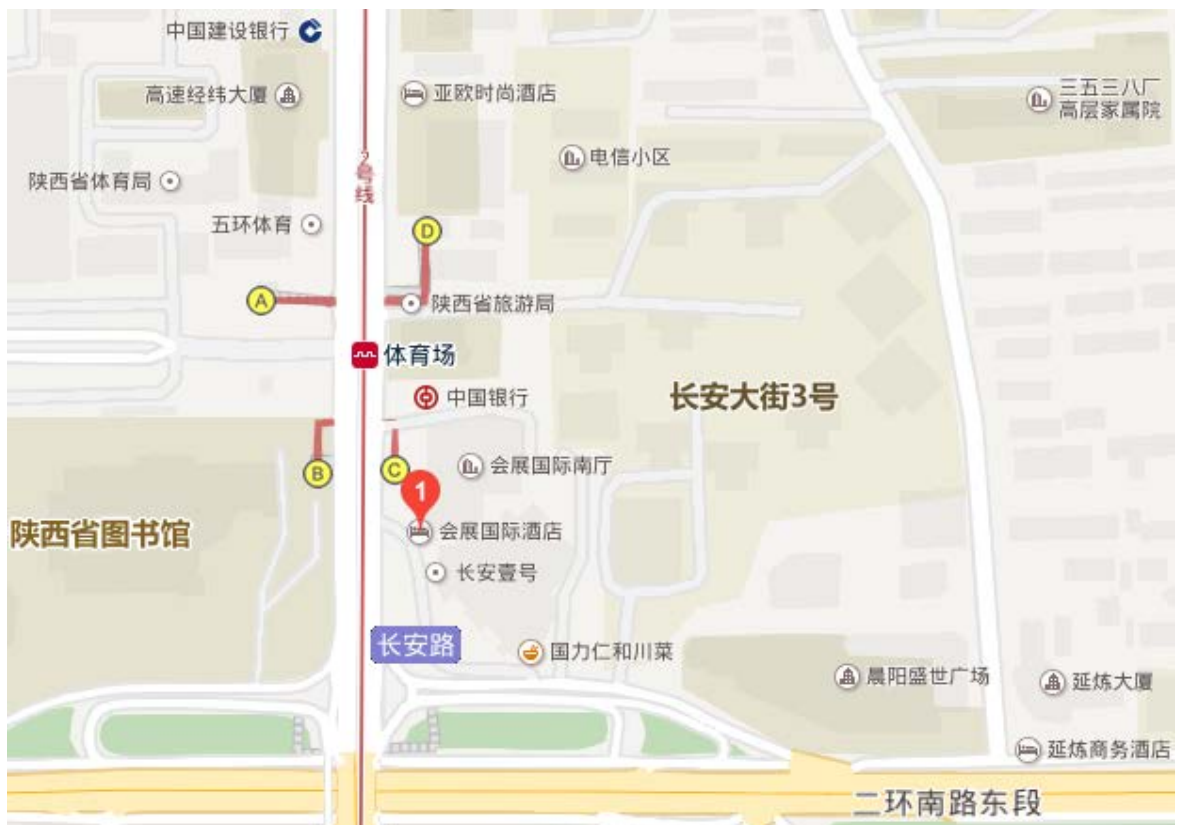 中国建设银行
高速经纬大厦
亚欧时尚酒店
三五三八厂
高层家属院
电信小区
2号线
陕西省体育局
五环体育
D
A
陕西省旅游局
体育场
中国银行
长安大街3号
B
C
会展国际南厅
1
陕西省图书馆
会展国际酒店
长安壹号
长安路
国力仁和川菜
晨阳盛世广场
延炼大厦
延炼商务酒店
二环南路东段